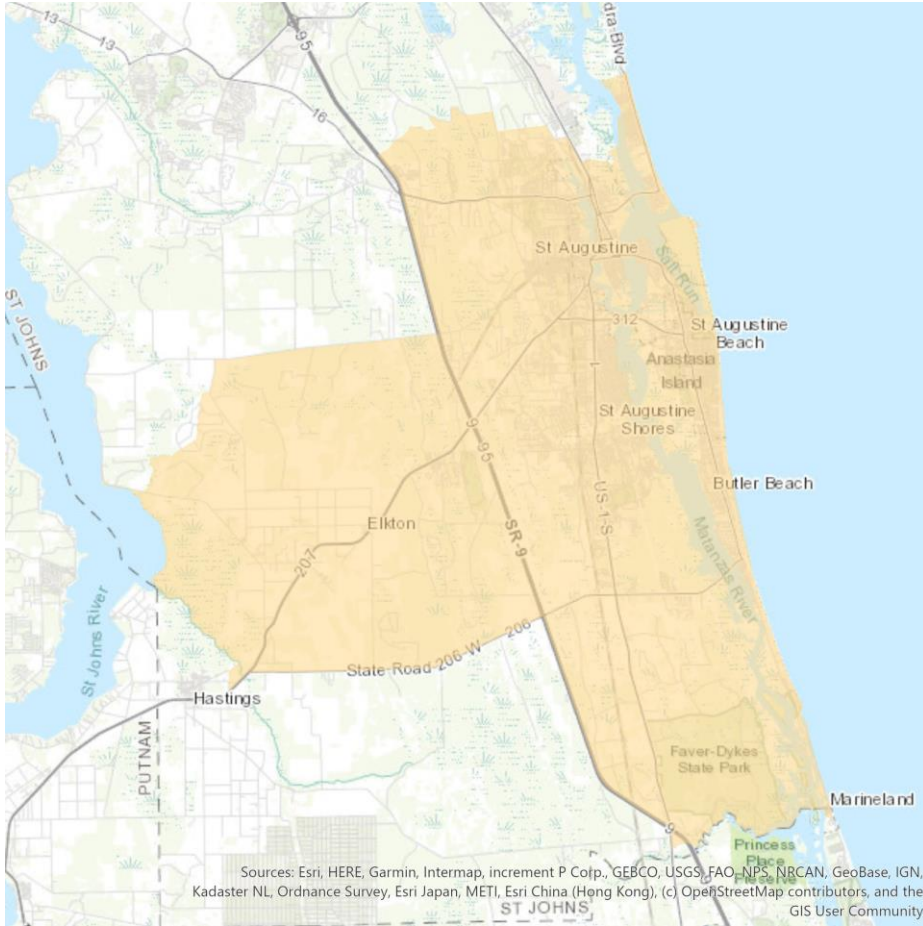 13
13
95
16
dra-Blvd
ST JOHNS
St Augustine
Salt Run
312
St Augustine
Beach
1
Anastasia
Island
St Augustine
Shores
9
95
US-1-S
Butler Beach
Elkton
SR-9
207
Matanzas River
St Johns River
206
State-Road-206-W
Hastings
PUTNAM
Faver-Dykes
State Park
Marineland
9
Princess
Place
Preserve
Sources: Esri, HERE, Garmin, Intermap, increment P Corp., GEBCO, USGS, FAO, NPS, NRCAN, GeoBase, IGN,
Kadaster NL, Ordnance Survey, Esri Japan, METI, Esri China (Hong Kong), (c) OpenStreetMap contributors, and the
GIS User Community
ST JOHNS